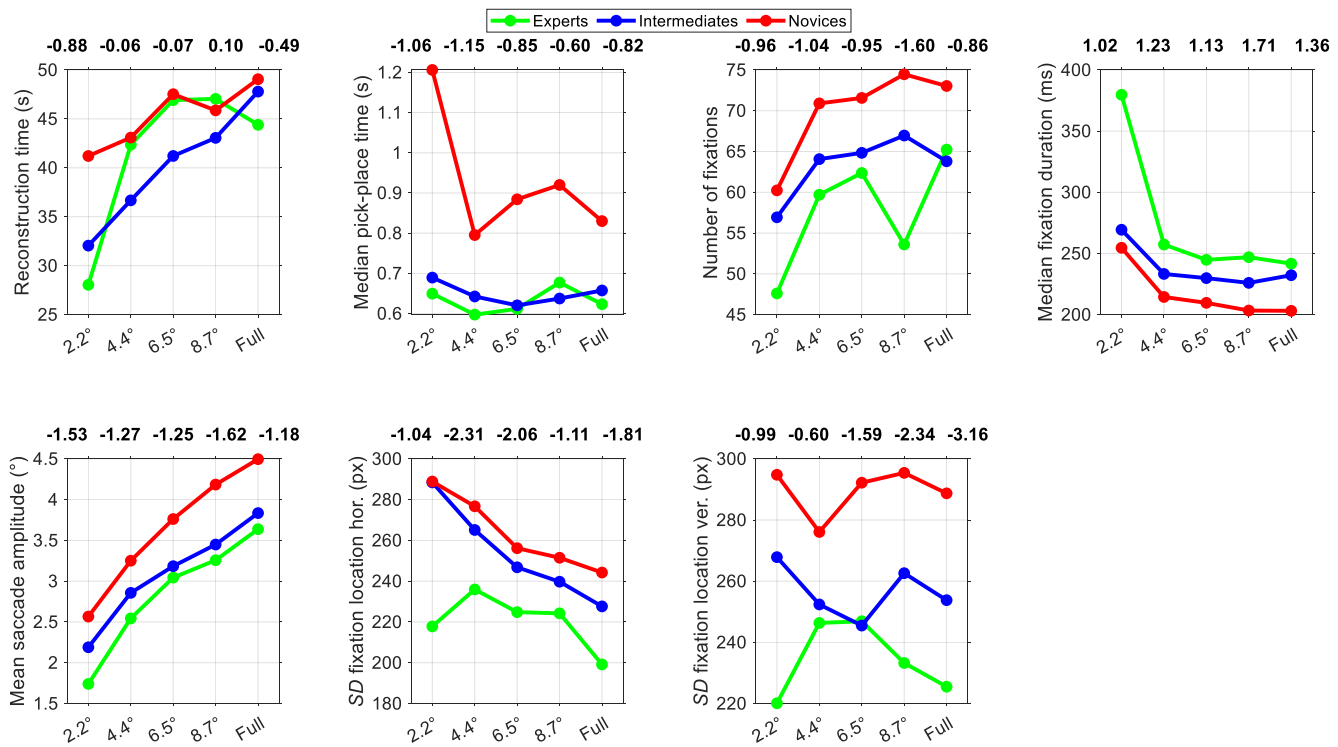 Experts Intermediates Novices
-0.88 -0.06 -0.07 0.10 -0.49
Reconstruction time (s)
50
45
40
35
30
25
2.2° 4.4° 6.5° 8.7° Full
-1.06 -1.15 -0.85 -0.60 -0.82
Median pick-place time (s)
1.2
1.1
1
0.9
0.8
0.7
0.6
2.2° 4.4° 6.5° 8.7° Full
-0.96 -1.04 -0.95 -1.60 -0.86
Number of fixations
75
70
65
60
55
50
45
2.2° 4.4° 6.5° 8.7° Full
1.02 1.23 1.13 1.71 1.36
Median fixation duration (ms)
400
350
300
250
200
2.2° 4.4° 6.5° 8.7° Full
-1.53 -1.27 -1.25 -1.62 -1.18
Mean saccade amplitude (°)
4.5
4
3.5
3
2.5
2
1.5
2.2° 4.4° 6.5° 8.7° Full
-1.04 -2.31 -2.06 -1.11 -1.81
SD fixation location hor. (px)
300
280
260
240
220
200
180
2.2° 4.4° 6.5° 8.7° Full
-0.99 -0.60 -1.59 -2.34 -3.16
SD fixation location ver. (px)
300
280
260
240
220
2.2° 4.4° 6.5° 8.7° Full